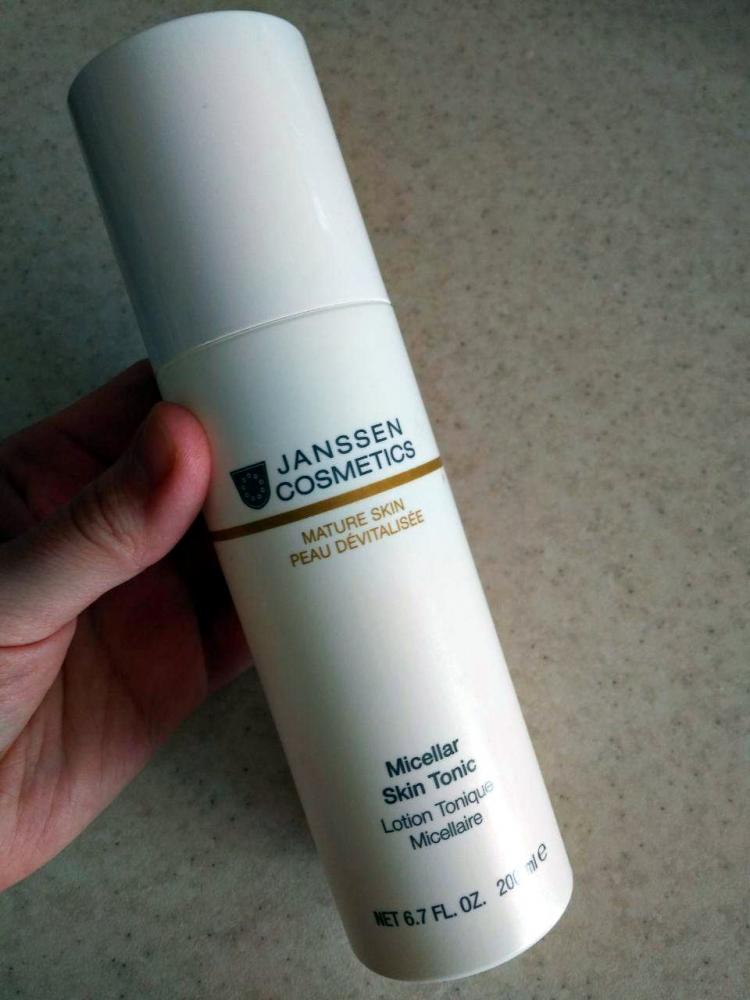 JANSSEN
COSMETICS
MATURE SKIN
PEAU DÉVITALISÉE
Micellar
Skin Tonic
Lotion Tonique
Micellaire
NET 6.7 FL. OZ. 200 ml e